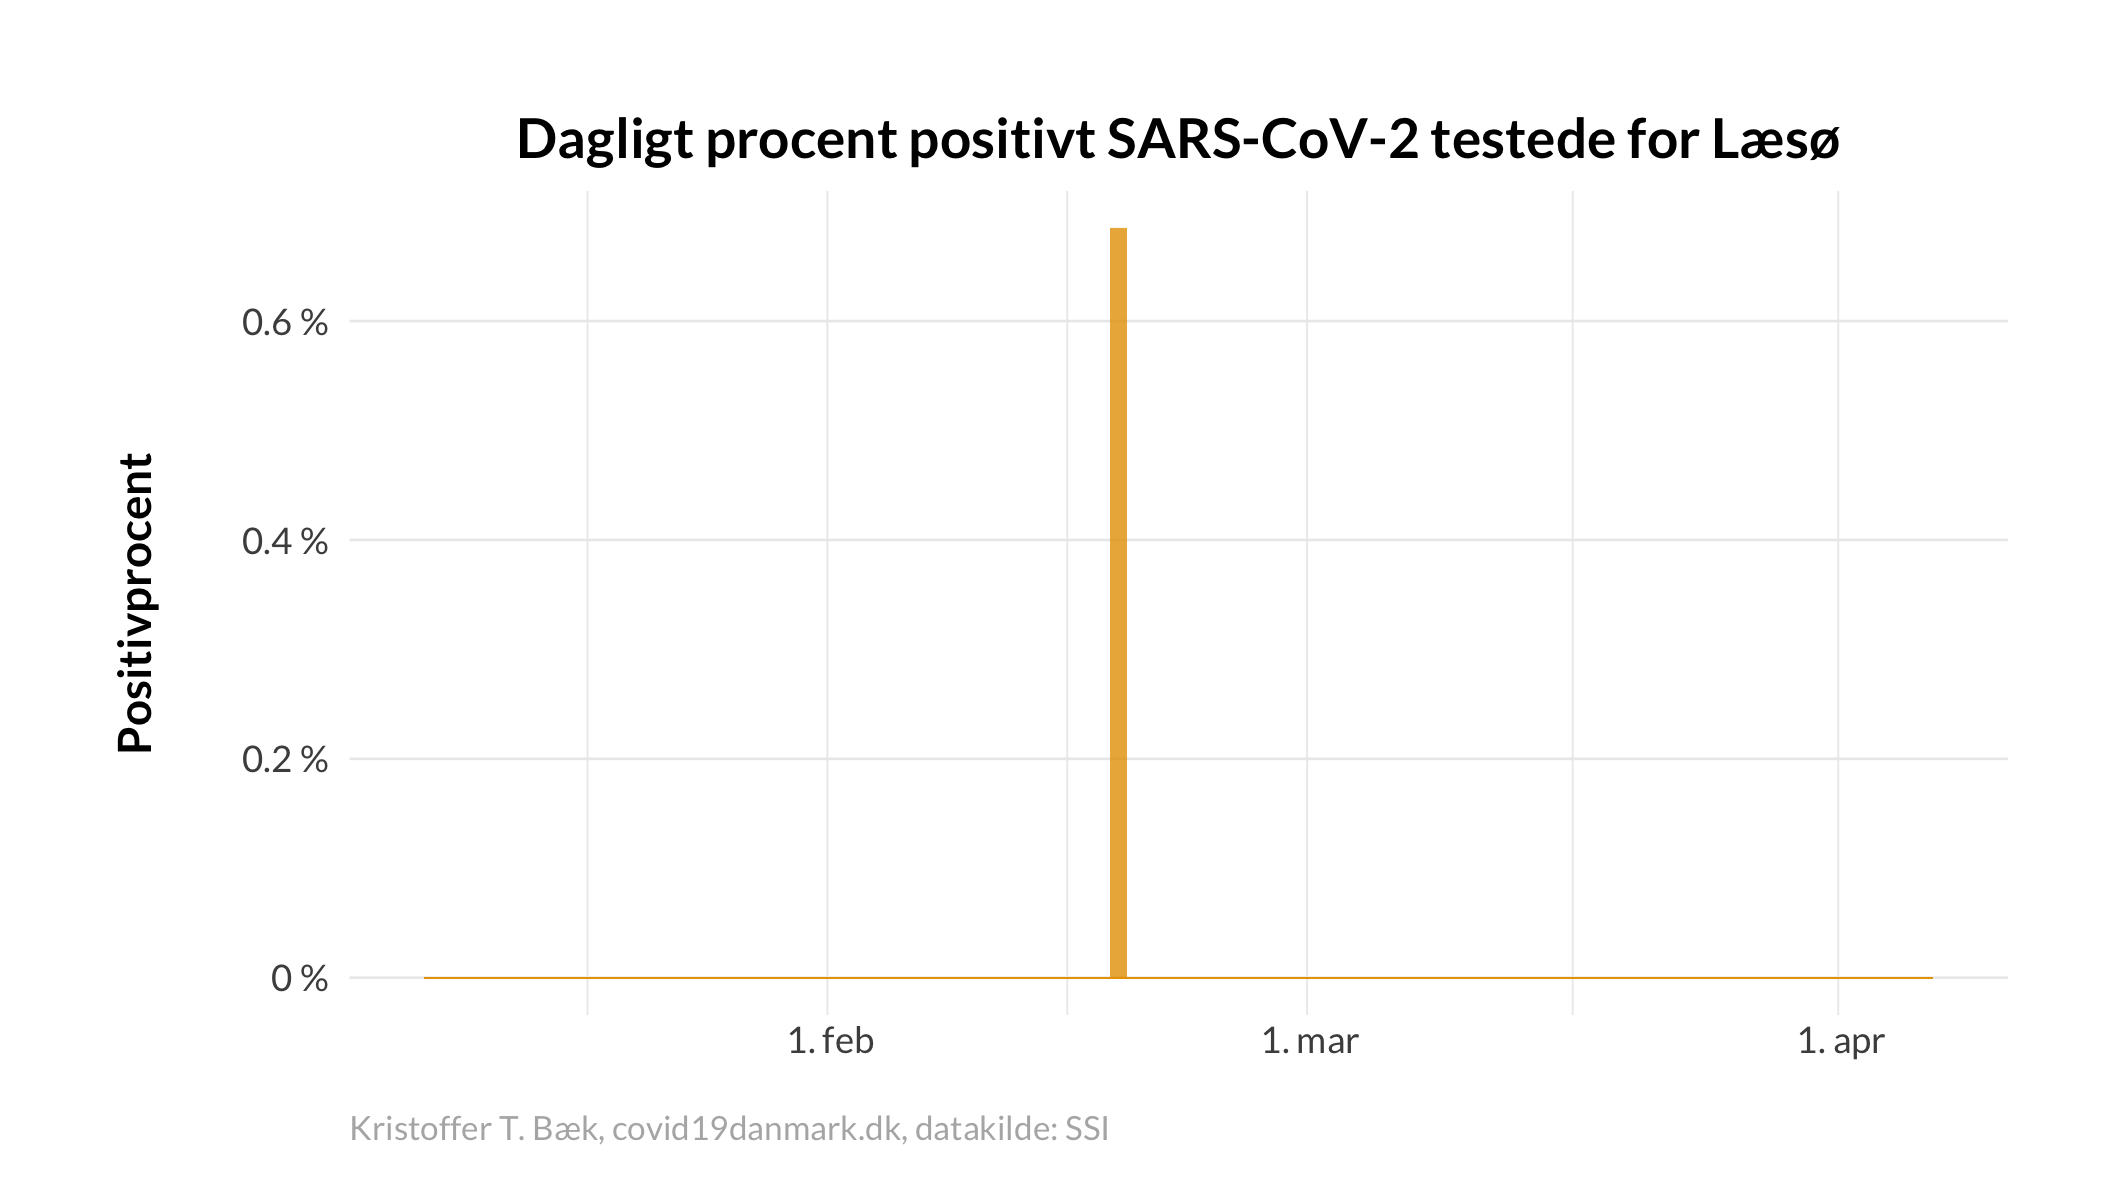 Dagligt procent positivt SARS-CoV-2 testede for Læsø
Positivprocent
0.6 %
0.4 %
0.2 %
0 %
1. feb
1. mar
1. apr
Kristoffer T. Bæk, covid19danmark.dk, datakilde: SSI